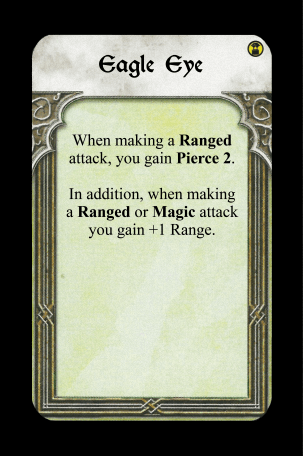 Eagle Eye
When making a Ranged
attack, you gain Pierce 2.
In addition, when making
a Ranged or Magic attack
you gain +1 Range.